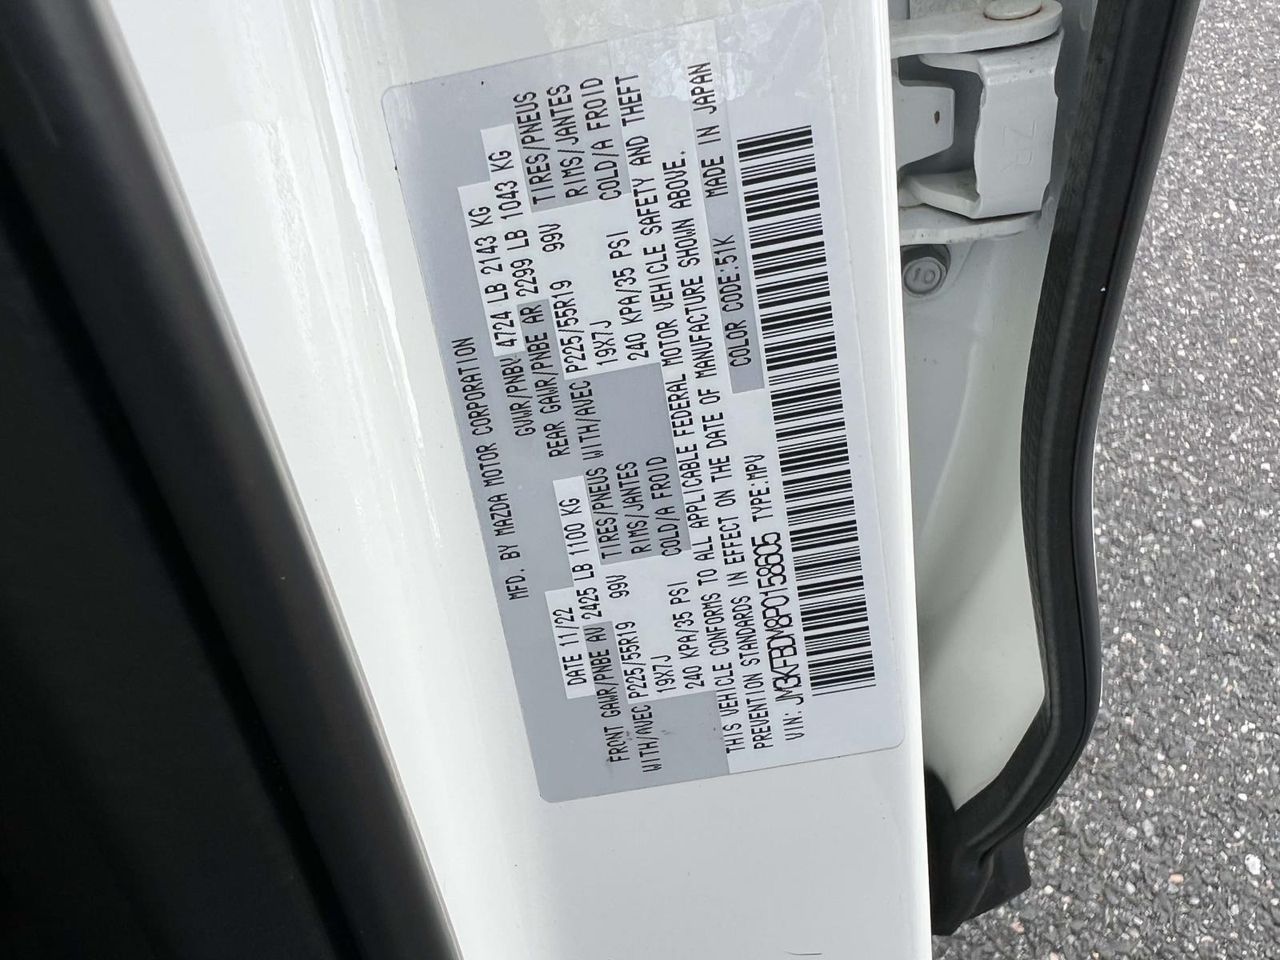 MFD. BY MAZDA MOTOR CORPORATION
DATE 11/22 GVWR/PNBV 4724 LB 2143 KG
FRONT GAWR/PNBE AV 2425 LB 1100 KG REAR GAWR/PNBE AR 2299 LB 1043 KG
WITH/AVEC P225/55R19 99V TIRES/PNEUS WITH/AVEC P225/55R19 99V TIRES/PNEUS
19X7J RIMS/JANTES 19X7J RIMS/JANTES
240 KPA/35 PSI COLD/A FROID 240 KPA/35 PSI COLD/A FROID
THIS VEHICLE CONFORMS TO ALL APPLICABLE FEDERAL MOTOR VEHICLE SAFETY AND THEFT
PREVENTION STANDARDS IN EFFECT ON THE DATE OF MANUFACTURE SHOWN ABOVE.
VIN: JM3KFBDM8P0158605 TYPE:MPV COLOR CODE:51K MADE IN JAPAN
10